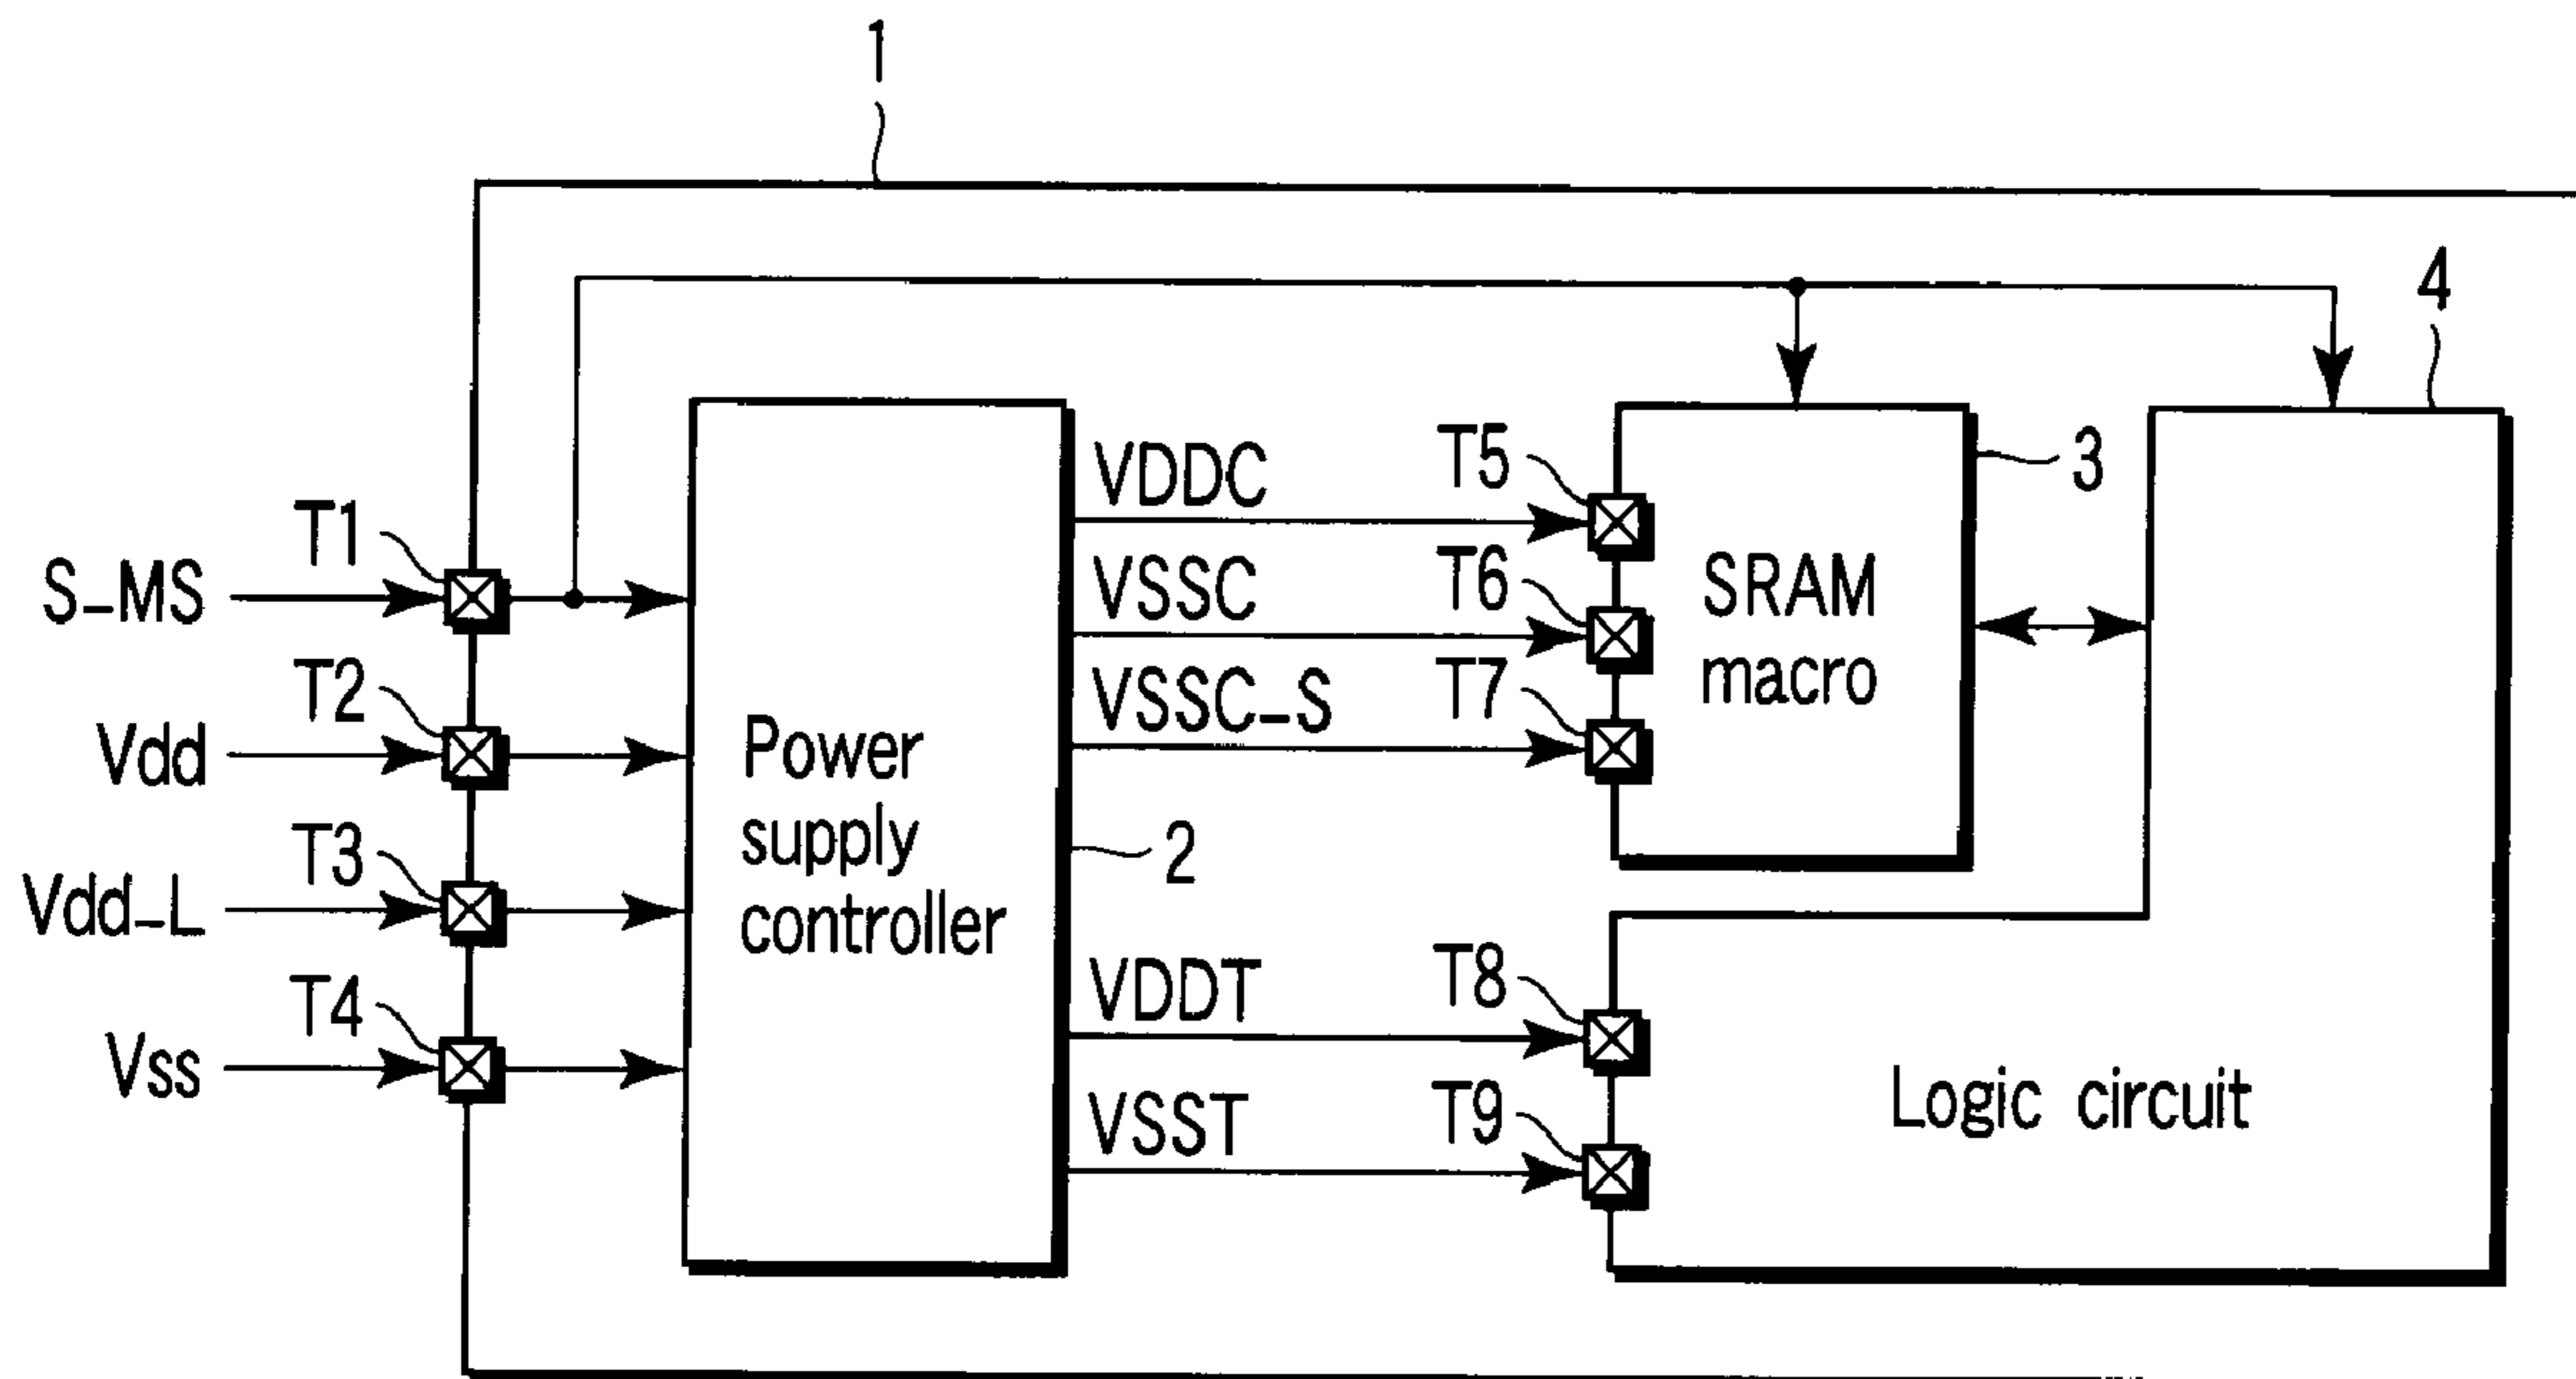 1
4
VDDC
T5
3
T1
SRAM
macro
S-MS
VSSC
T6
T2
VSSC-S
T7
Vdd
Power
supply
controller
2
T3
Vdd-L
T4
VDDT
T8
Vss
VSST
T9
Logic circuit